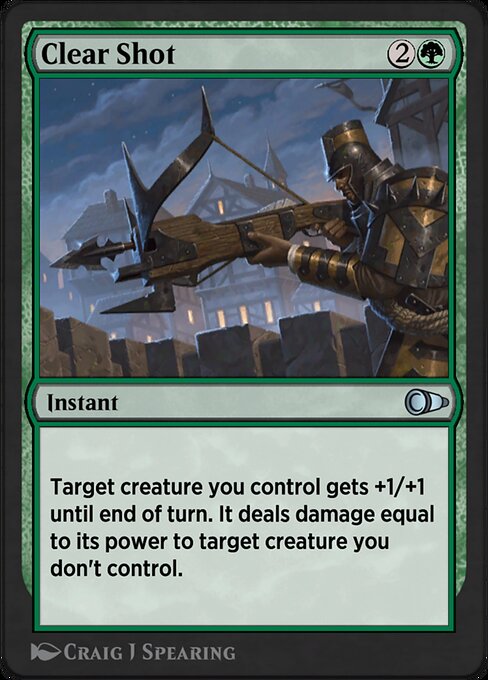 Clear Shot 2
Instant
Target creature you control gets +1/+1
until end of turn. It deals damage equal
to its power to target creature you
don't control.
Craig J Spearing